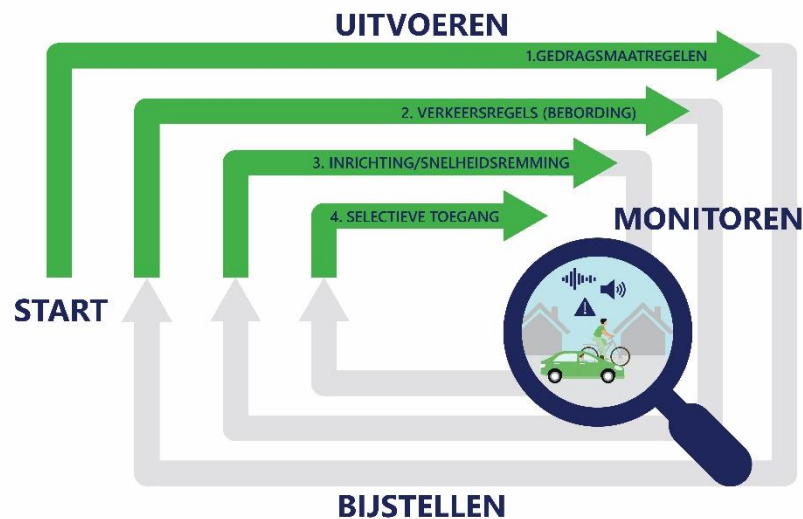 UITVOEREN
1.GEDRAGSMAATREGELEN
2. VERKEERSREGELS (BEBORDING)
3. INRICHTING/SNELHEIDSREMMING
4. SELECTIEVE TOEGANG
MONITOREN
START
BIJSTELLEN